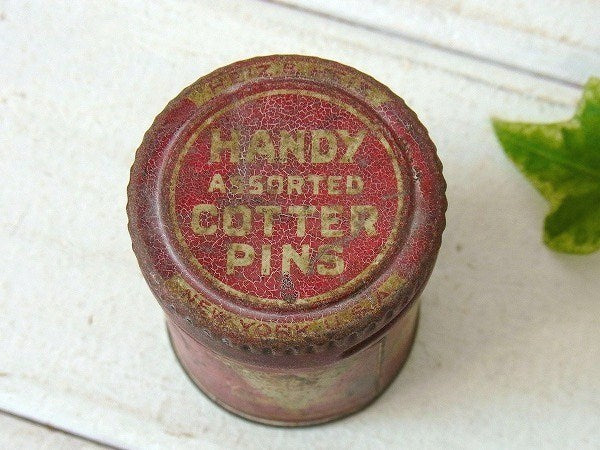 HANDY
ASSORTED
COTTER
PINS
NEW YORK, U.S.A.